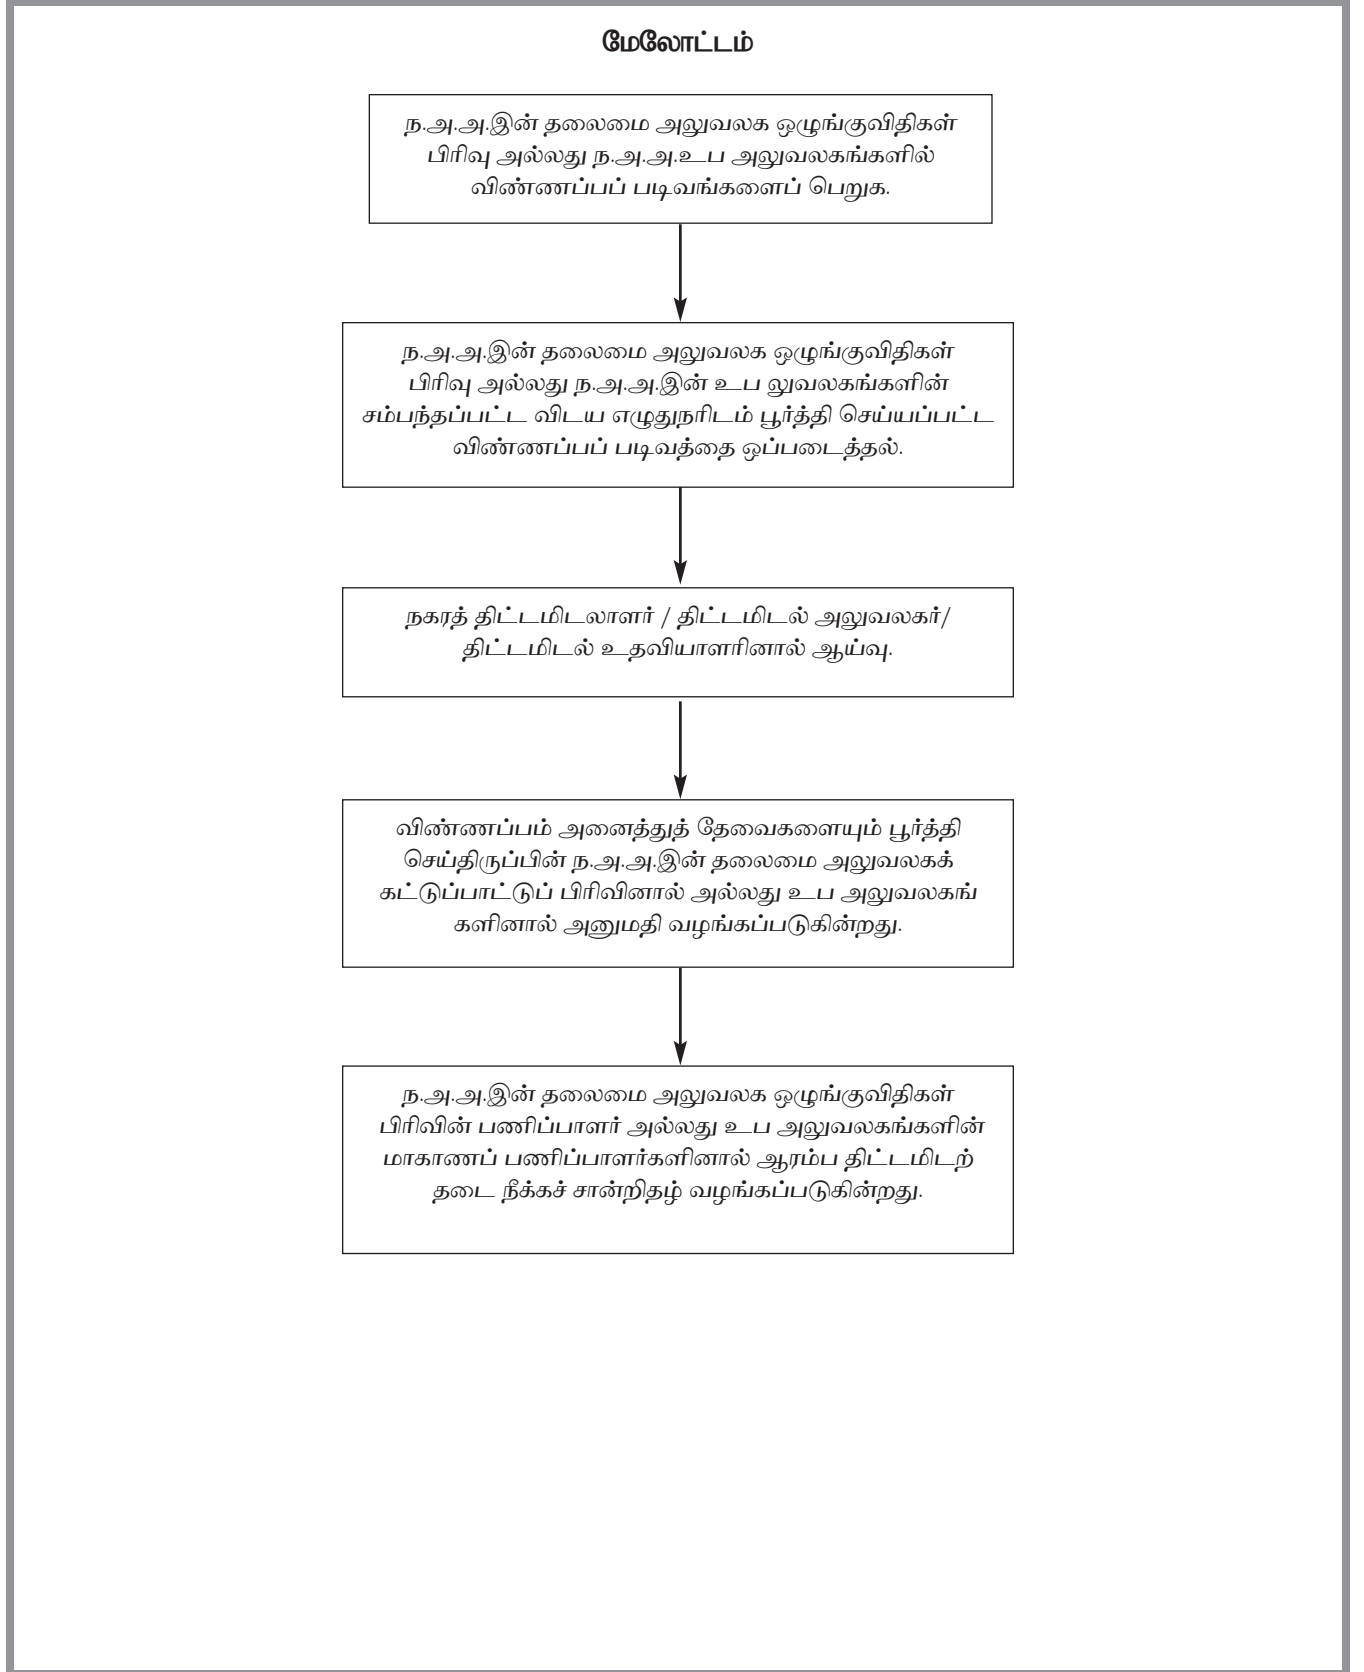 மேலோட்டம்
ந.அ.அ.இன் தலைமை அலுவலக ஒழுங்குவிதிகள்
பிரிவு அல்லது ந.அ.அ.உப அலுவலகங்களில்
விண்ணப்பப் படிவங்களைப் பெறுக.
ந.அ.அ.இன் தலைமை அலுவலக ஒழுங்குவிதிகள்
பிரிவு அல்லது ந.அ.அ.இன் உப லுவலகங்களின்
சம்பந்தப்பட்ட விடய எழுதுநரிடம் பூர்த்தி செய்யப்பட்ட
விண்ணப்பப் படிவத்தை ஒப்படைத்தல்.
நகரத் திட்டமிடலாளர் / திட்டமிடல் அலுவலகர்/
திட்டமிடல் உதவியாளரினால் ஆய்வு.
விண்ணப்பம் அனைத்துத் தேவைகளையும் பூர்த்தி
செய்திருப்பின் ந.அ.அ.இன் தலைமை அலுவலகக்
கட்டுப்பாட்டுப் பிரிவினால் அல்லது உப அலுவலகங்
களினால் அனுமதி வழங்கப்படுகின்றது.
ந.அ.அ.இன் தலைமை அலுவலக ஒழுங்குவிதிகள்
பிரிவின் பணிப்பாளர் அல்லது உப அலுவலகங்களின்
மாகாணப் பணிப்பாளர்களினால் ஆரம்ப திட்டமிடற்
தடை நீக்கச் சான்றிதழ் வழங்கப்படுகின்றது.